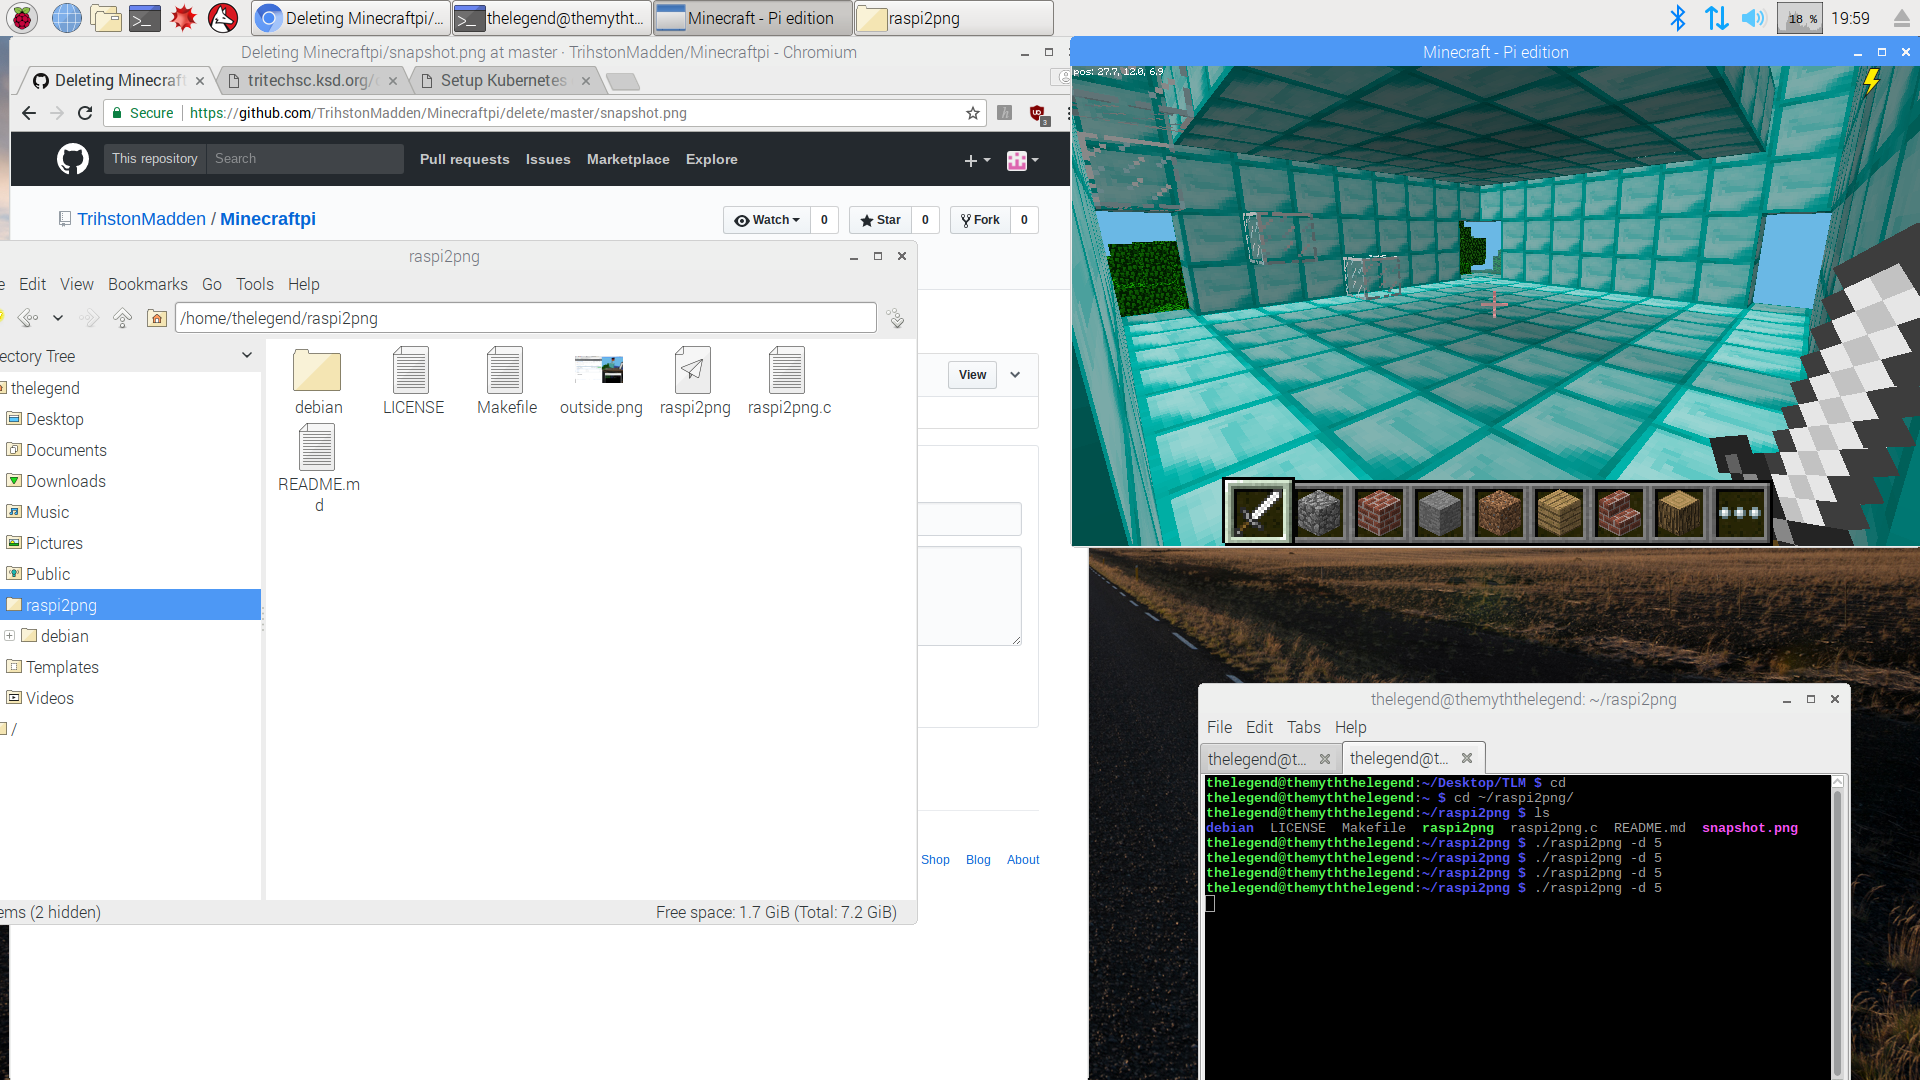 Deleting Minecraftpi/...
thelegend@themytht...
Minecraft - Pi edition
raspi2png
18 %
19:59
Deleting Minecraftpi/snapshot.png at master · TrihstonMadden/Minecraftpi - Chromium
Deleting Minecraft
tritechsc.ksd.org/
Setup Kubernetes
Secure
https://github.com/TrihstonMadden/Minecraftpi/delete/master/snapshot.png
3
This repository
Search
Pull requests
Issues
Marketplace
Explore
TrihstonMadden / Minecraftpi
Watch
0
Star
0
Fork
0
raspi2png
Edit
View
Bookmarks
Go
Tools
Help
/home/thelegend/raspi2png
ectory Tree
thelegend
Desktop
Documents
Downloads
Music
Pictures
Public
raspi2png
debian
Templates
Videos
/
debian
LICENSE
Makefile
outside.png
raspi2png
raspi2png.c
README.m
d
ems (2 hidden)
Free space: 1.7 GiB (Total: 7.2 GiB)
View
Shop
Blog
About
Minecraft - Pi edition
pos: 27.7, 12.0, 6.9
thelegend@themyththelegend: ~/raspi2png
File
Edit
Tabs
Help
thelegend@t...
thelegend@t...
thelegend@themyththelegend:~/Desktop/TLM $ cd
thelegend@themyththelegend:~ $ cd ~/raspi2png/
thelegend@themyththelegend:~/raspi2png $ ls
debian LICENSE Makefile raspi2png raspi2png.c README.md snapshot.png
thelegend@themyththelegend:~/raspi2png $ ./raspi2png -d 5
thelegend@themyththelegend:~/raspi2png $ ./raspi2png -d 5
thelegend@themyththelegend:~/raspi2png $ ./raspi2png -d 5
thelegend@themyththelegend:~/raspi2png $ ./raspi2png -d 5